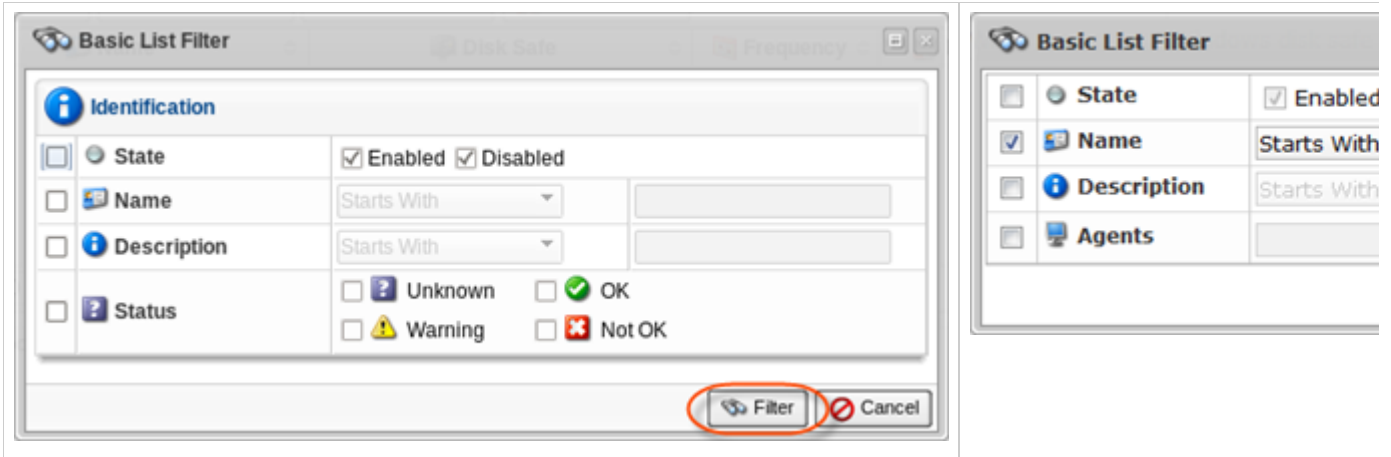 Basic List Filter
Disk Safe
Frequency
Identification
State
Enabled Disabled
Name
Starts With
Description
Starts With
Status
Unknown OK
Warning Not OK
Filter Cancel
Basic List Filter
State Enabled
Name Starts With
Description Starts With
Agents